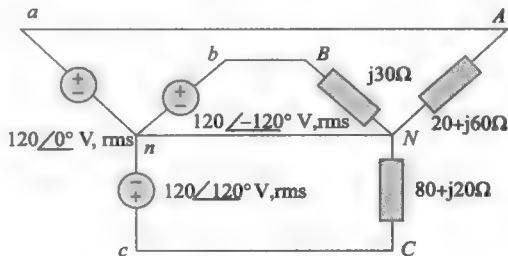 a
A
b
B
j30Ω
120∠0° V, rms
n
120∠−120° V,rms
N
20+j60Ω
120∠120° V,rms
80+j20Ω
c
C